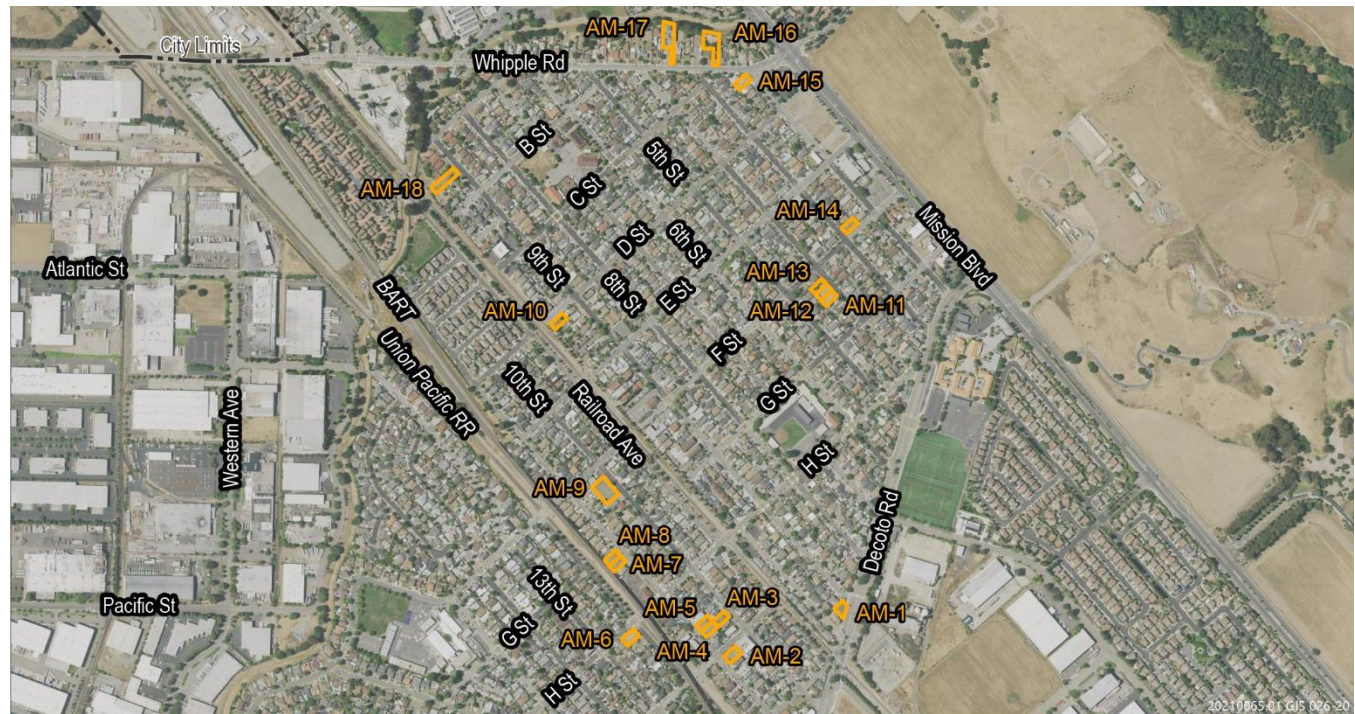 City Limits
Whipple Rd
AM-17
AM-16
AM-15
B St
5th St
C St
AM-18
AM-14
Mission Blvd
D St
6th St
Atlantic St
9th St
8th St
E St
AM-13
AM-12
AM-11
BART
AM-10
Union Pacific RR
F St
10th St
Railroad Ave
G St
Western Ave
H St
AM-9
Decoto Rd
AM-8
AM-7
13th St
Pacific St
AM-5
AM-3
AM-1
G St
AM-6
AM-4
AM-2
H St
20210065.01 GIS 026-20